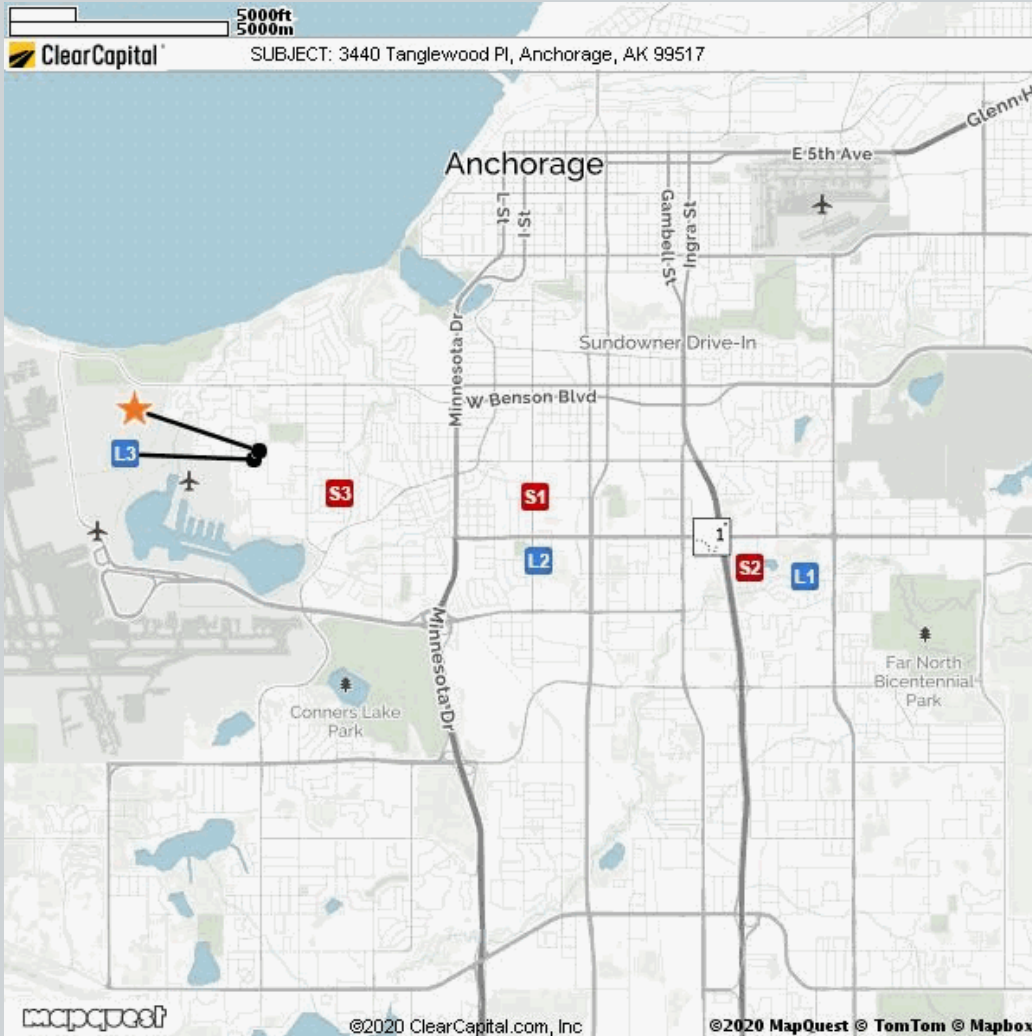 5000ft
5000m
ClearCapital
SUBJECT: 3440 Tanglewood Pl, Anchorage, AK 99517
Glenn H
Anchorage
E 5th Ave
L St
I St
Gambell St
Ingra St
Minnesota Dr
Sundowner Drive-In
W Benson Blvd
L3
S3
S1
1
L2
S2
L1
Minnesota Dr
Far North
Bicentennial
Park
Conners Lake
Park
mapquest
©2020 ClearCapital.com, Inc
©2020 MapQuest © TomTom © Mapbox